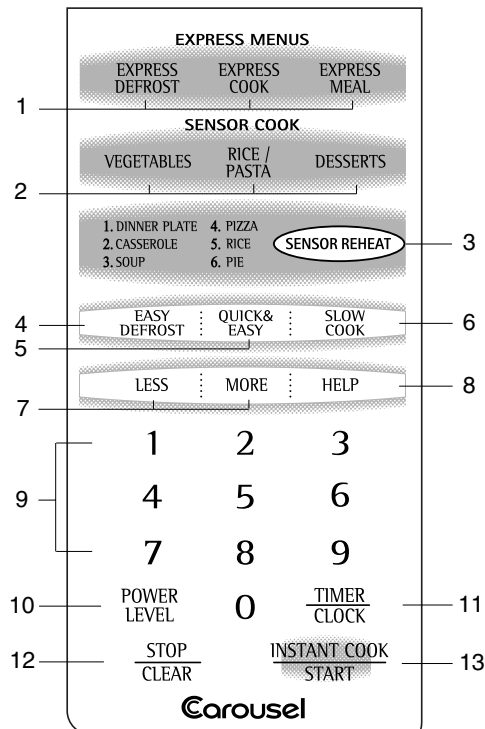 EXPRESS MENUS
EXPRESS DEFROST EXPRESS COOK EXPRESS MEAL
1
SENSOR COOK
VEGETABLES RICE / PASTA DESSERTS
2
1. DINNER PLATE 4. PIZZA
2. CASSEROLE 5. RICE SENSOR REHEAT 3
3. SOUP 6. PIE
4 EASY DEFROST QUICK& EASY SLOW COOK 6
5
LESS MORE HELP 8
7
1 2 3
9
4 5 6
7 8 9
10 POWER LEVEL 0 TIMER CLOCK 11
12 STOP CLEAR INSTANT COOK START 13
Carousel